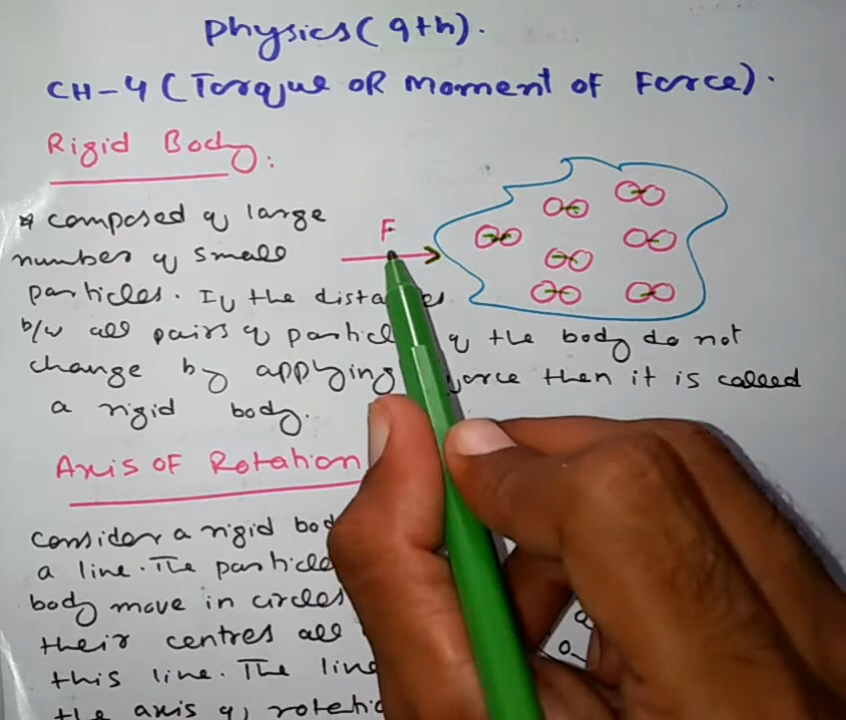 Physics(9th).
CH-4 (Torque OR Moment of Force).
Rigid Body:
* composed of large
F
number of small
particles. If the
b/w all pairs of of the body do not
change by applying force then it is called
a rigid body.
Axis of Rotation
consider a rigid
a line. The
body move in circles
their centres all
this line. The
the axis of